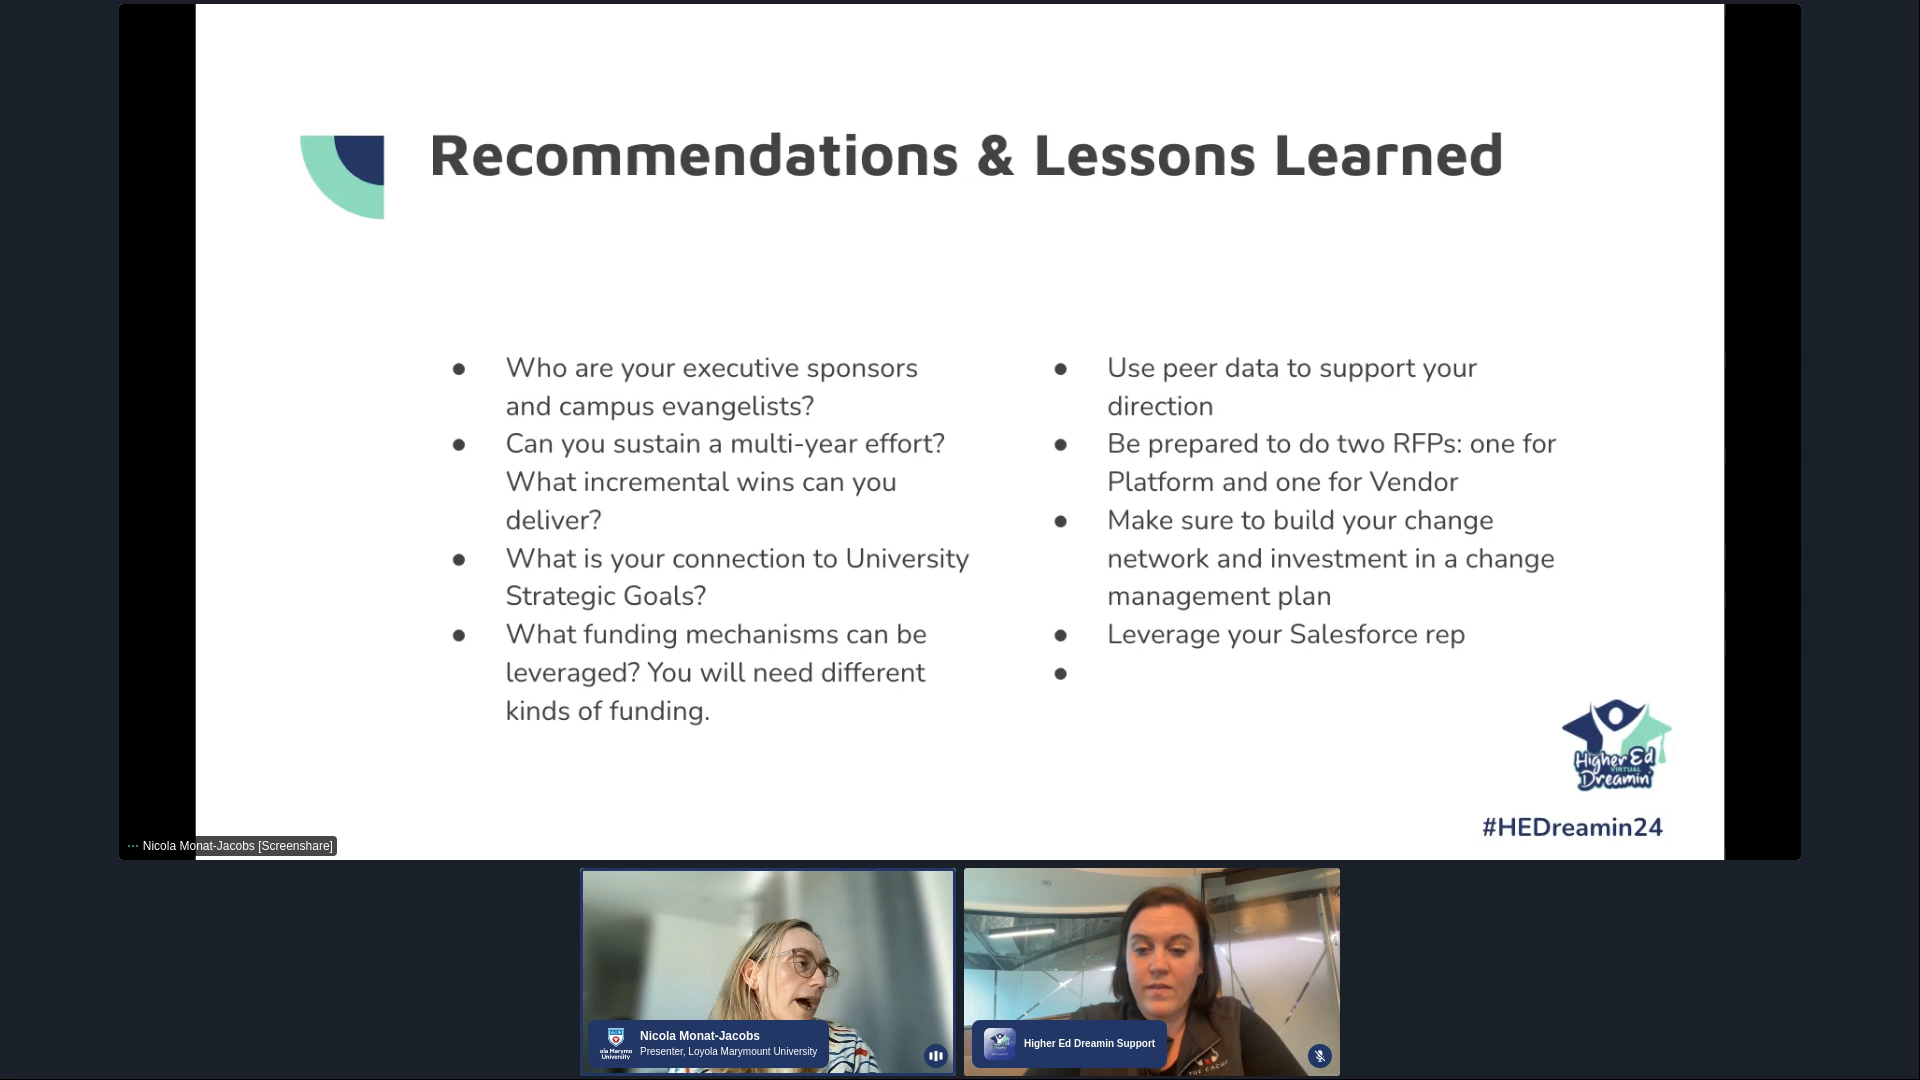 Recommendations & Lessons Learned
● Who are your executive sponsors
and campus evangelists?
● Can you sustain a multi-year effort?
What incremental wins can you
deliver?
● What is your connection to University
Strategic Goals?
● What funding mechanisms can be
leveraged? You will need different
kinds of funding.
● Use peer data to support your
direction
● Be prepared to do two RFPs: one for
Platform and one for Vendor
● Make sure to build your change
network and investment in a change
management plan
● Leverage your Salesforce rep
●
Higher Ed
VIRTUAL
Dreamin'
#HEDreamin24
Nicola Monat-Jacobs [Screenshare]
ola Marymo
University
Nicola Monat-Jacobs
Presenter, Loyola Marymount University
Higher Ed Dreamin Support
THE CACHE